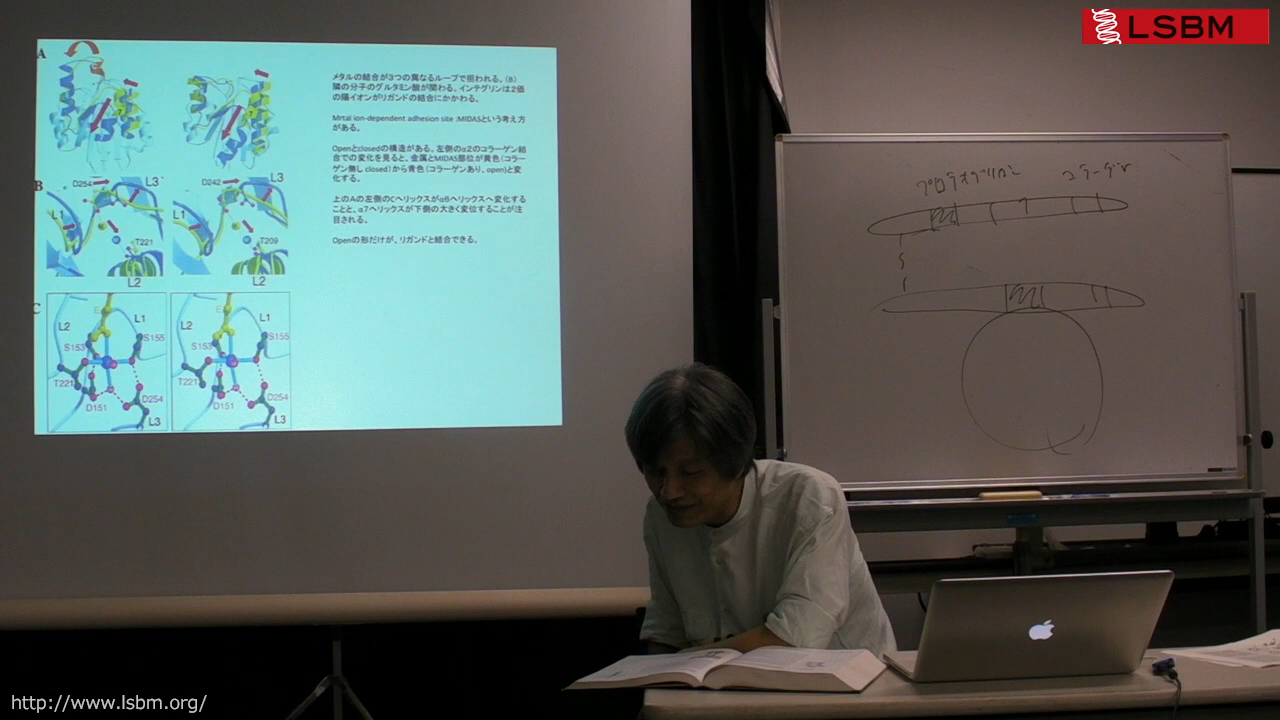 LSBM
A
メタルの結合が3つの異なるループで担われる。(B)
隣の分子のグルタミン酸が関わる。インテグリンは2価
の陽イオンがリガンドの結合にかかわる。
Mrtal ion-dependent adhesion site :MIDASという考え方
がある。
Openとclosedの構造がある。左側のα2のコラーゲン結
合での変化を見ると、金属とMIDAS部位が黄色(コラー
ゲン無し closed)から青色(コラーゲンあり、open)と変
化する。
上のAの左側のCヘリックスがα6ヘリックスへ変化する
ことと、α7ヘリックスが下側の大きく変位することが注
目される。
Openの形だけが、リガンドと結合できる。
B
D254
L3
D242
L3
L1
L1
T221
T209
L2
L2
C
L2
L1
S153
S155
T221
D151
D254
L3
L2
L1
S153
S155
T221
D151
D254
L3
プロテオグリカン
コラーゲン
http://www.lsbm.org/